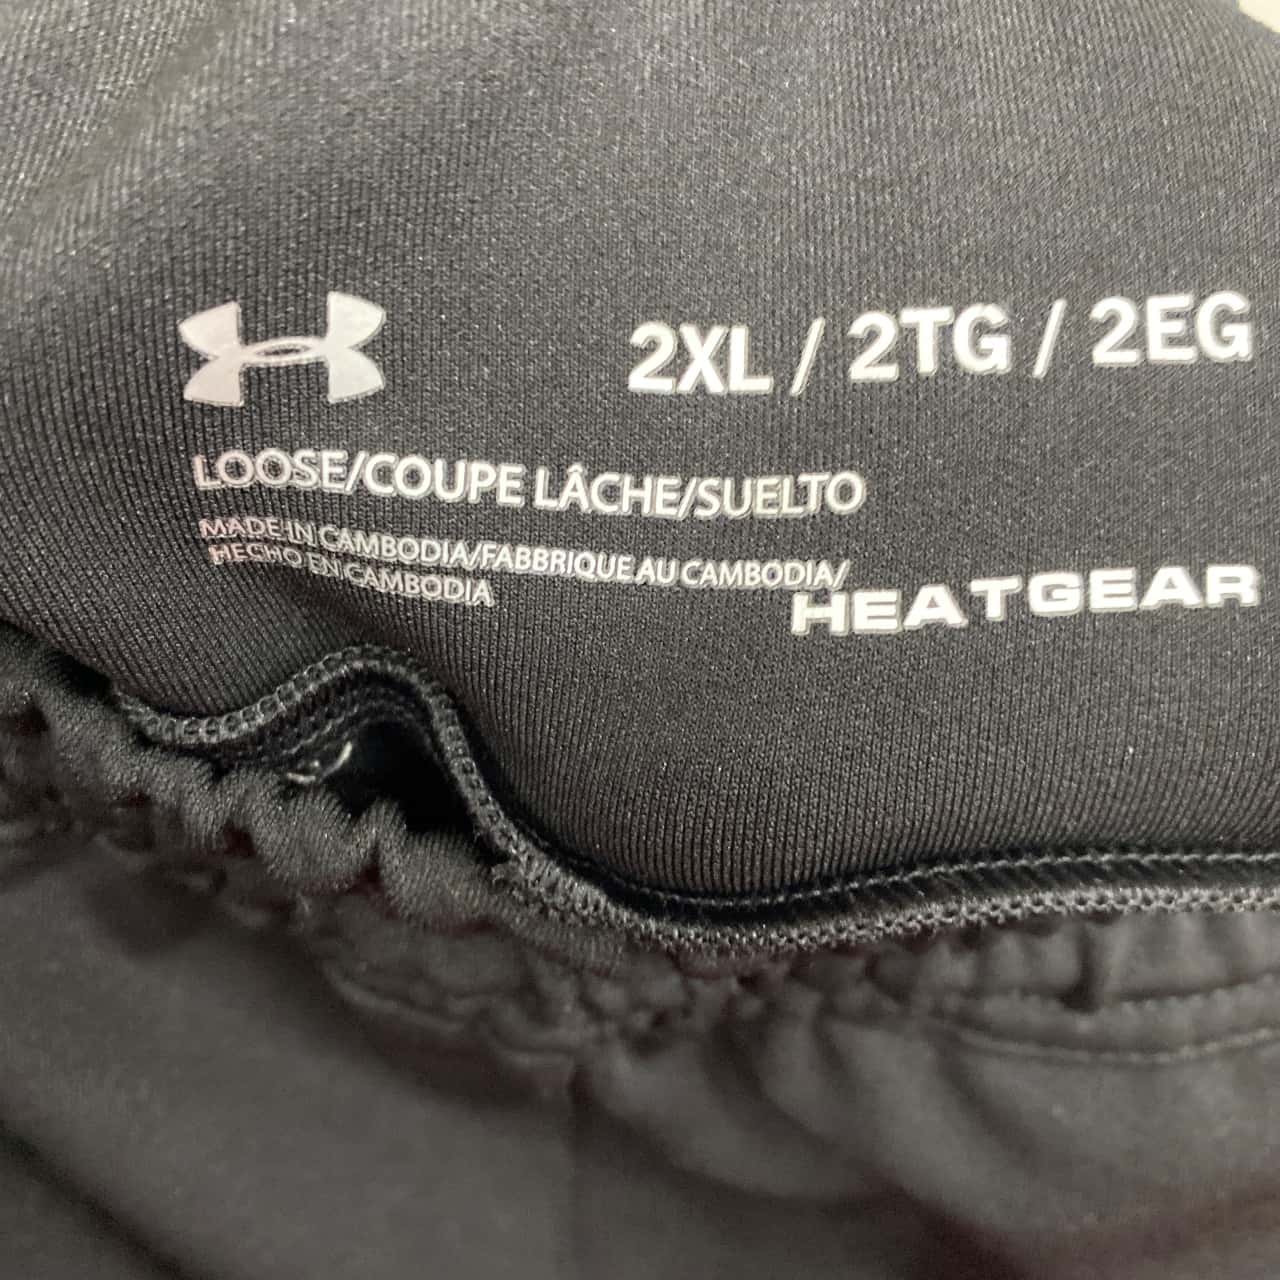 2XL / 2TG / 2EG
LOOSE/COUPE LÂCHE/SUELTO
MADE IN CAMBODIA/FABBRIQUE AU CAMBODIA/
HECHO EN CAMBODIA
HEATGEAR